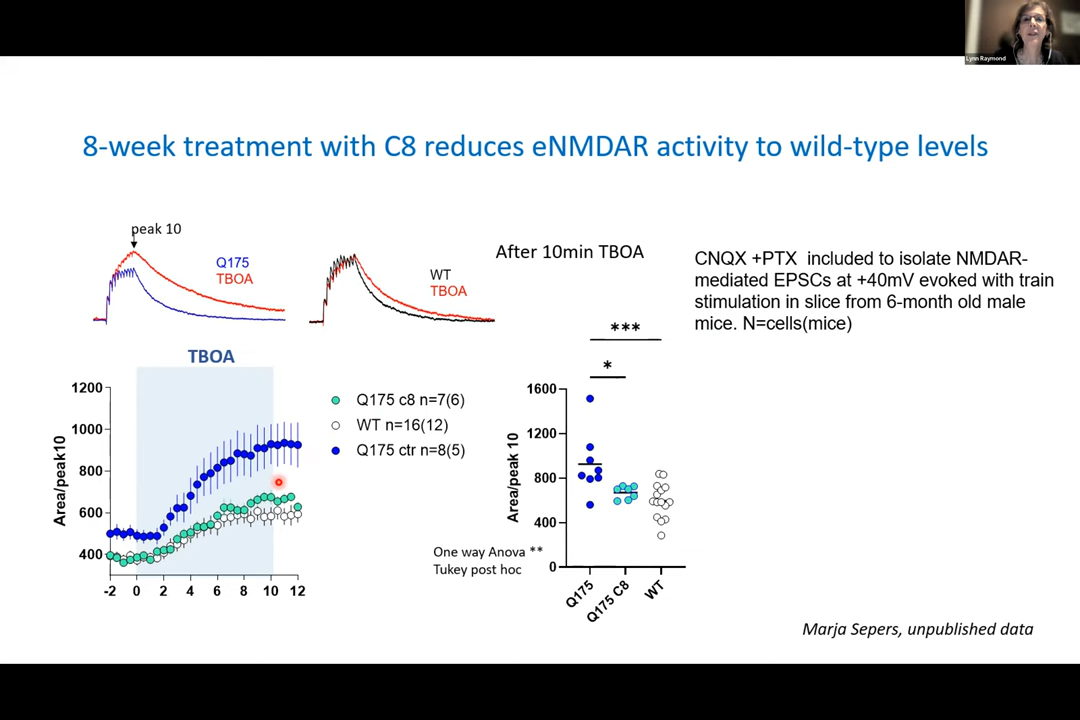 Lynn Raymond
8-week treatment with C8 reduces eNMDAR activity to wild-type levels
peak 10
Q175
TBOA
WT
TBOA
After 10min TBOA
CNQX +PTX included to isolate NMDAR-
mediated EPSCs at +40mV evoked with train
stimulation in slice from 6-month old male
mice. N=cells(mice)
TBOA
1200
1000
800
600
400
Area/peak10
-2 0 2 4 6 8 10 12
Q175 c8 n=7(6)
WT n=16(12)
Q175 ctr n=8(5)
***
*
1600
1200
800
400
0
Area/peak 10
Q175
Q175 C8
WT
One way Anova **
Tukey post hoc
Marja Sepers, unpublished data